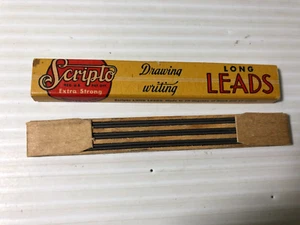 Scripto
Extra Strong
Drawing
writing
LONG
LEADS